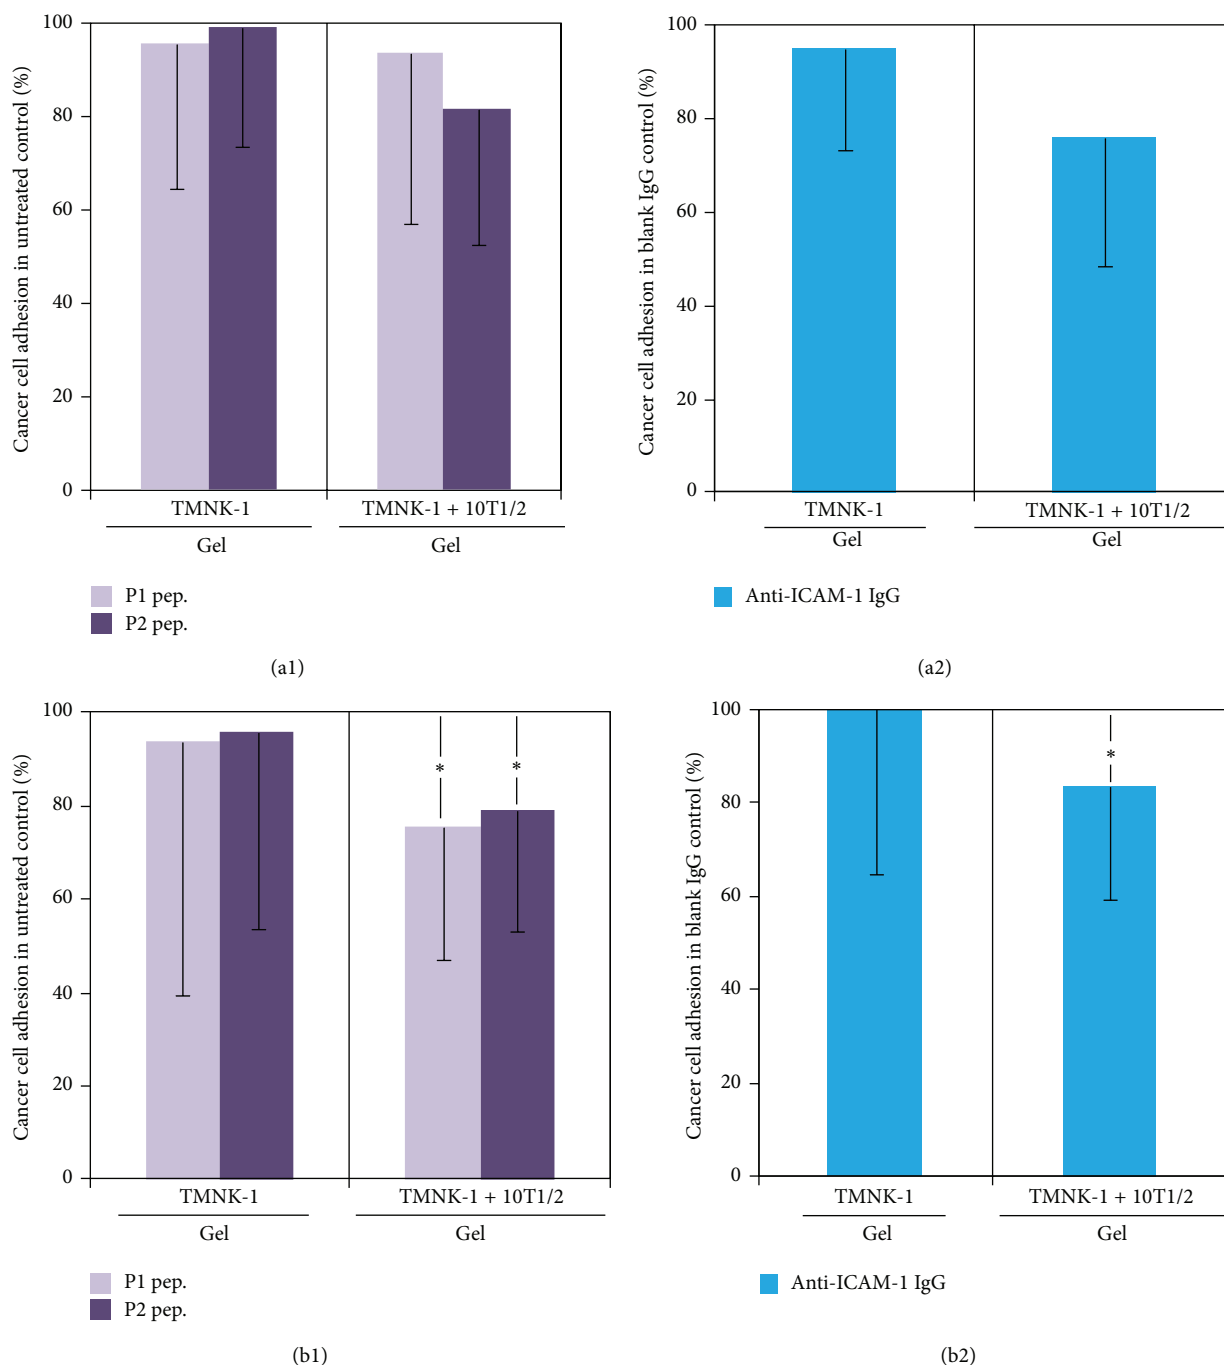 Cancer cell adhesion in untreated control (%)
100
80
60
40
20
0
TMNK-1
TMNK-1 + 10T1/2
Gel
Gel
P1 pep.
P2 pep.
(a1)
Cancer cell adhesion in blank IgG control (%)
100
80
60
40
20
0
TMNK-1
TMNK-1 + 10T1/2
Gel
Gel
Anti-ICAM-1 IgG
(a2)
Cancer cell adhesion in untreated control (%)
100
80
60
40
20
0
*
*
TMNK-1
TMNK-1 + 10T1/2
Gel
Gel
P1 pep.
P2 pep.
(b1)
Cancer cell adhesion in blank IgG control (%)
100
80
60
40
20
0
*
TMNK-1
TMNK-1 + 10T1/2
Gel
Gel
Anti-ICAM-1 IgG
(b2)